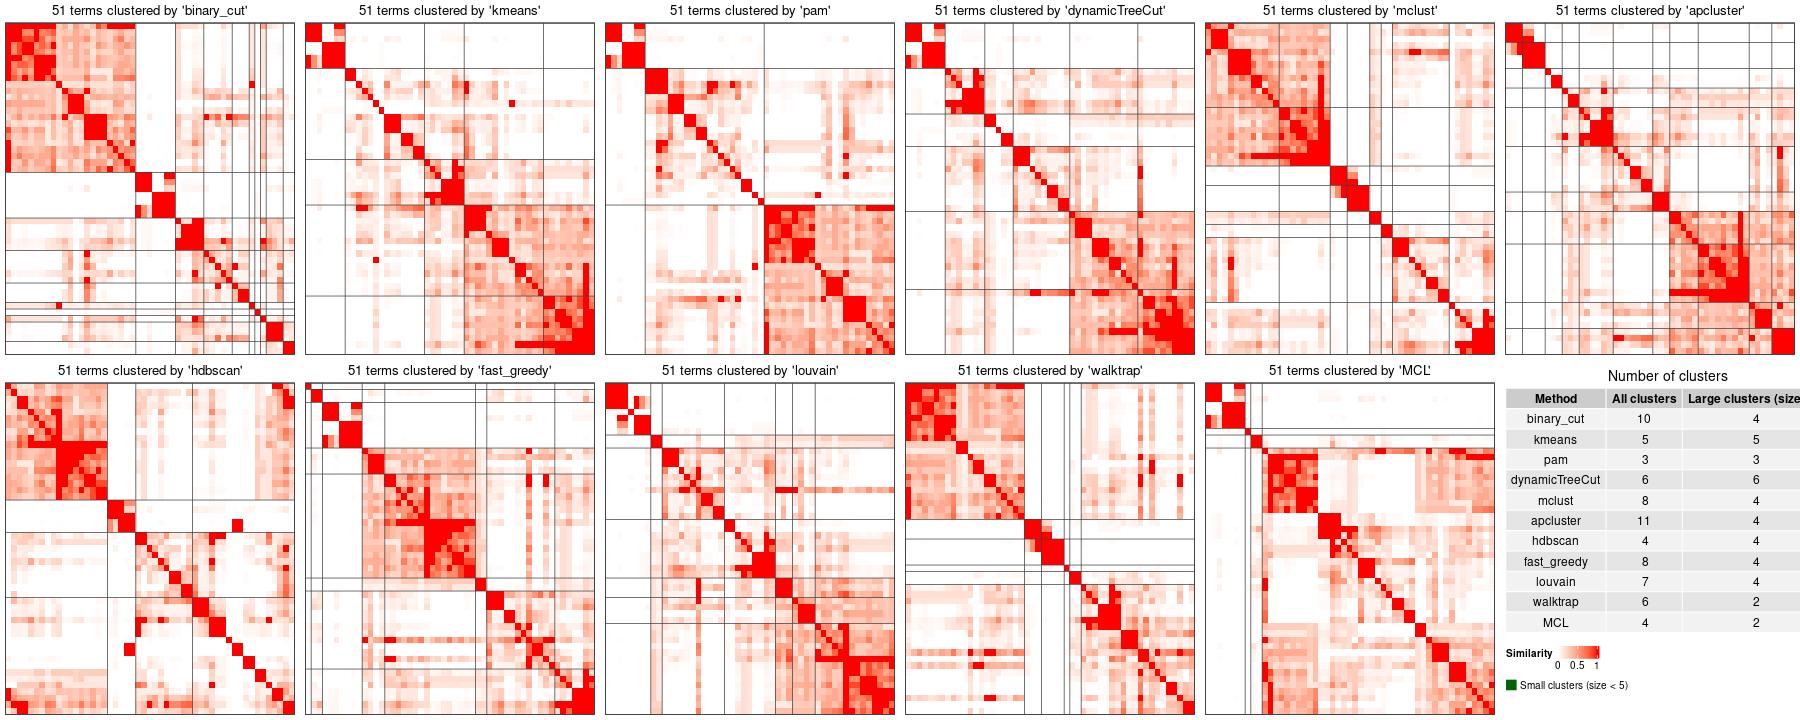 51 terms clustered by 'binary_cut'
51 terms clustered by 'kmeans'
51 terms clustered by 'pam'
51 terms clustered by 'dynamicTreeCut'
51 terms clustered by 'mclust'
51 terms clustered by 'apcluster'
51 terms clustered by 'hdbscan'
51 terms clustered by 'fast_greedy'
51 terms clustered by 'louvain'
51 terms clustered by 'walktrap'
51 terms clustered by 'MCL'
Number of clusters
Method All clusters Large clusters (size
binary_cut 10 4
kmeans 5 5
pam 3 3
dynamicTreeCut 6 6
mclust 8 4
apcluster 11 4
hdbscan 4 4
fast_greedy 8 4
louvain 7 4
walktrap 6 2
MCL 4 2
Similarity
0 0.5 1
Small clusters (size < 5)